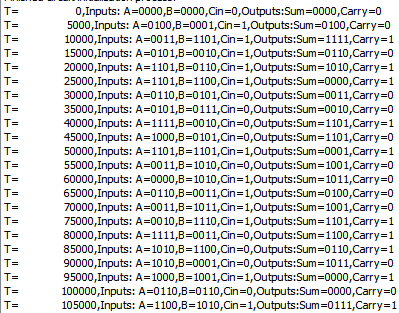 T= 0,Inputs: A=0000,B=0000,Cin=0,Outputs:Sum=0000,Carry=0
T= 5000,Inputs: A=0100,B=0001,Cin=1,Outputs:Sum=0100,Carry=0
T= 10000,Inputs: A=0011,B=1101,Cin=1,Outputs:Sum=1111,Carry=1
T= 15000,Inputs: A=0101,B=0010,Cin=1,Outputs:Sum=0110,Carry=0
T= 20000,Inputs: A=1101,B=0110,Cin=1,Outputs:Sum=1010,Carry=1
T= 25000,Inputs: A=1101,B=1100,Cin=1,Outputs:Sum=0000,Carry=1
T= 30000,Inputs: A=0110,B=0101,Cin=0,Outputs:Sum=0011,Carry=0
T= 35000,Inputs: A=0101,B=0111,Cin=0,Outputs:Sum=0010,Carry=0
T= 40000,Inputs: A=1111,B=0010,Cin=1,Outputs:Sum=1100,Carry=1
T= 45000,Inputs: A=1000,B=0101,Cin=1,Outputs:Sum=1100,Carry=0
T= 50000,Inputs: A=1101,B=1101,Cin=1,Outputs:Sum=0001,Carry=1
T= 55000,Inputs: A=0011,B=1010,Cin=0,Outputs:Sum=1001,Carry=0
T= 60000,Inputs: A=0000,B=1010,Cin=1,Outputs:Sum=1011,Carry=0
T= 65000,Inputs: A=0110,B=0011,Cin=1,Outputs:Sum=0100,Carry=0
T= 70000,Inputs: A=0011,B=1011,Cin=1,Outputs:Sum=1001,Carry=1
T= 75000,Inputs: A=0010,B=1110,Cin=1,Outputs:Sum=1101,Carry=1
T= 80000,Inputs: A=1111,B=0011,Cin=0,Outputs:Sum=1100,Carry=1
T= 85000,Inputs: A=1010,B=1100,Cin=0,Outputs:Sum=0110,Carry=1
T= 90000,Inputs: A=1010,B=0001,Cin=0,Outputs:Sum=1011,Carry=0
T= 95000,Inputs: A=1000,B=1001,Cin=1,Outputs:Sum=0000,Carry=1
T= 100000,Inputs: A=0110,B=0110,Cin=0,Outputs:Sum=0000,Carry=0
T= 105000,Inputs: A=1100,B=1010,Cin=1,Outputs:Sum=0111,Carry=1